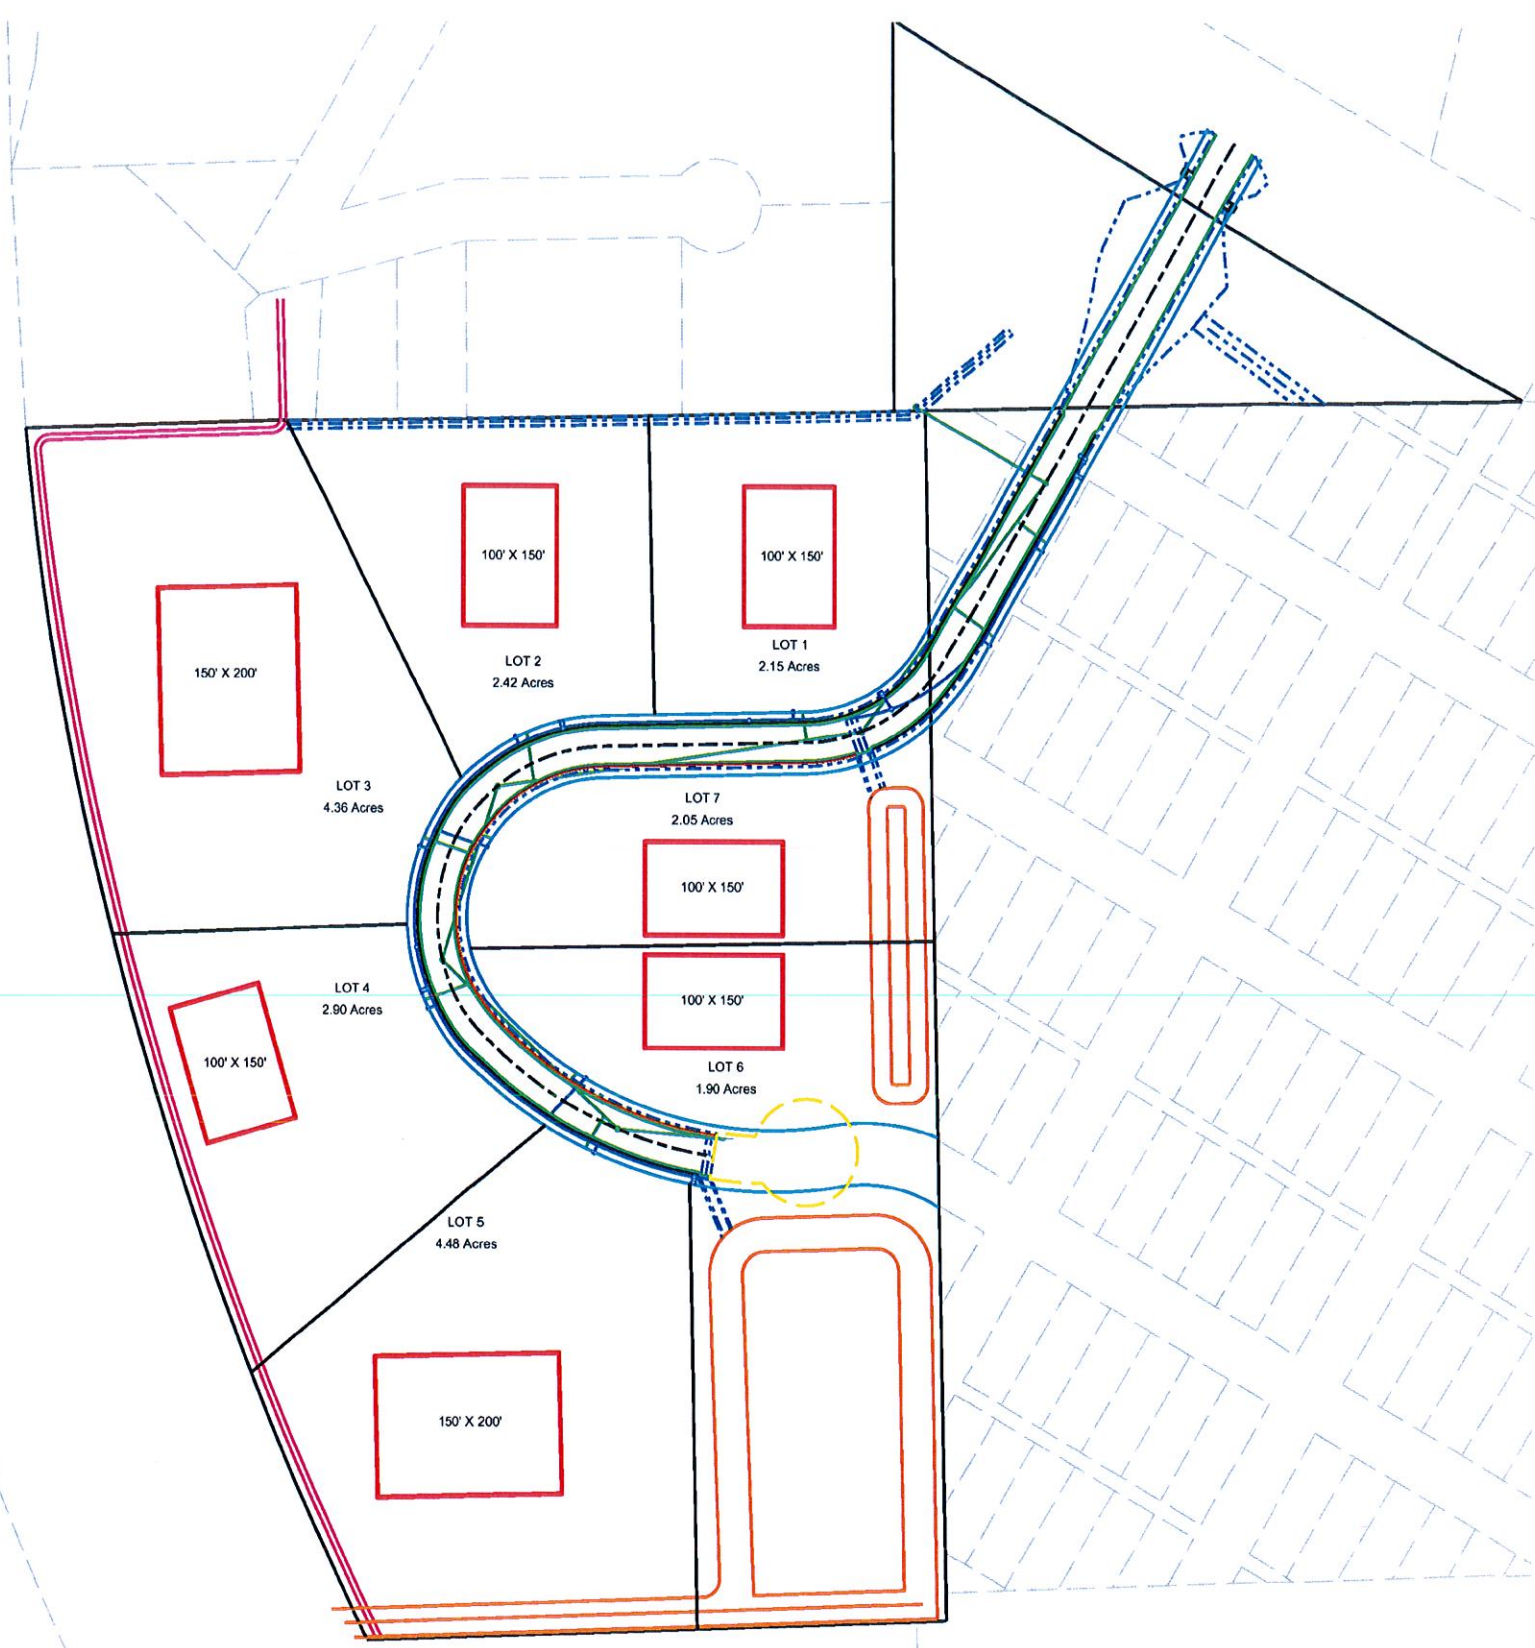 100' X 150'
100' X 150'
LOT 1
2.15 Acres
LOT 2
2.42 Acres
150' X 200'
LOT 3
4.36 Acres
LOT 7
2.05 Acres
100' X 150'
LOT 4
2.90 Acres
100' X 150'
100' X 150'
LOT 6
1.90 Acres
LOT 5
4.48 Acres
150' X 200'